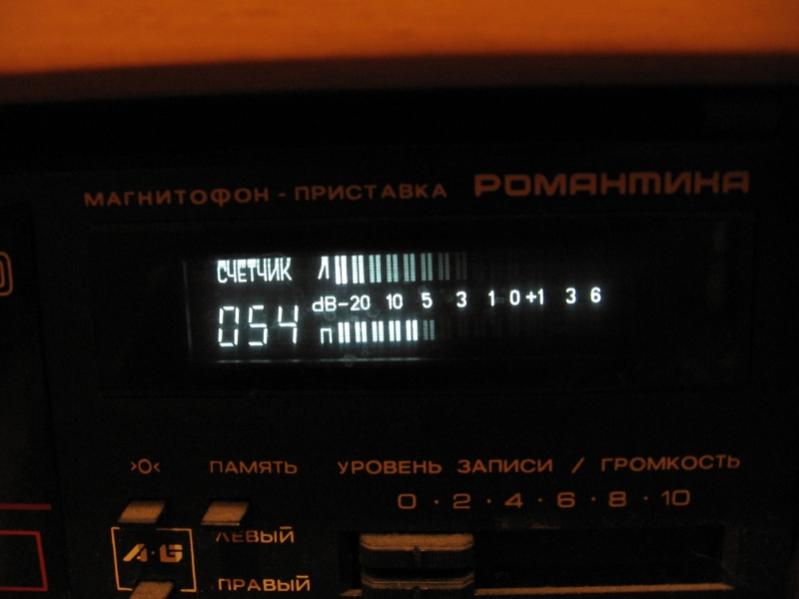 МАГНИТОФОН - ПРИСТАВКА РОМАНТИКА
СЧЕТЧИК Л
dB -20 10 5 3 1 0 +1 3 6
054 П
>0< ПАМЯТЬ УРОВЕНЬ ЗАПИСИ / ГРОМКОСТЬ
0 · 2 · 4 · 6 · 8 · 10
ЛЕВЫЙ
ПРАВЫЙ